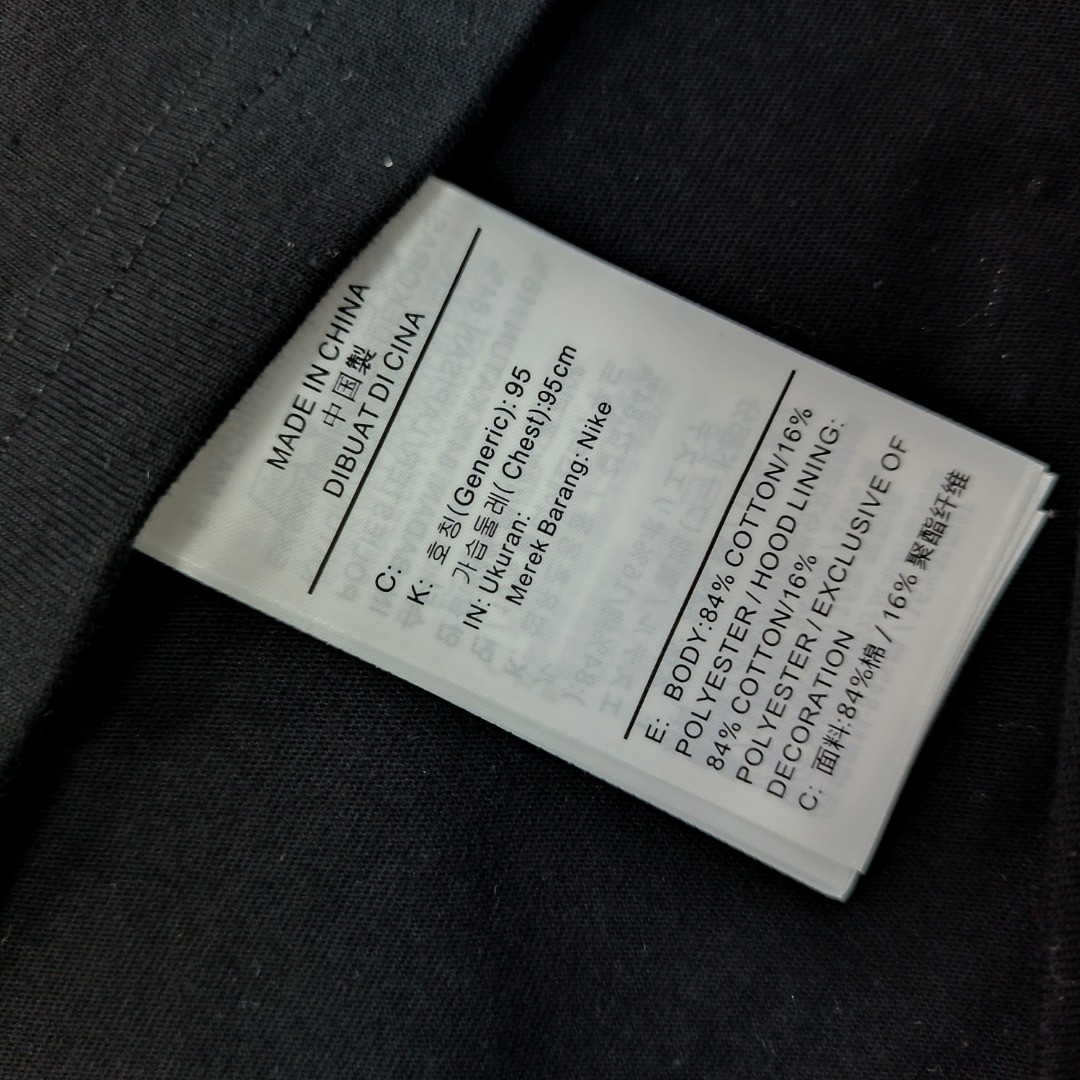 MADE IN CHINA
中国製
DIBUAT DI CINA
C:
K: 호칭(Generic): 95
가슴둘레( Chest):95cm
IN: Ukuran:
Merek Barang: Nike
E: BODY:84% COTTON/16%
POLYESTER/HOOD LINING:
84% COTTON/16%
POLYESTER/EXCLUSIVE OF
DECORATION
C: 面料:84%棉 / 16% 聚酯纤维